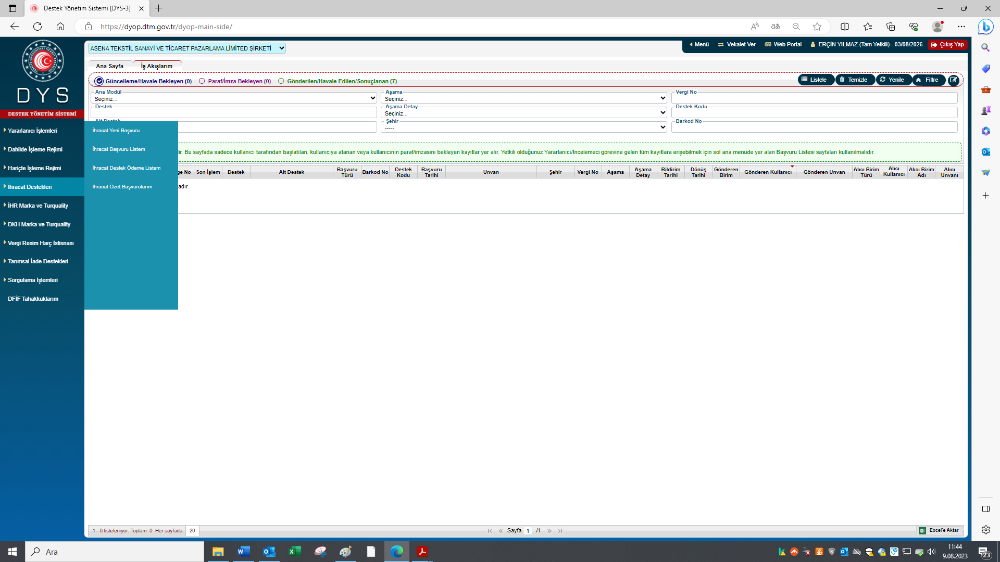 Destek Yönetim Sistemi [DYS-3]
https://dyop.dtm.gov.tr/dyop-main-side/
ASENA TEKSTİL SANAYİ VE TİCARET PAZARLAMA LİMİTED ŞİRKETİ
Menü Vekalet Ver Web Portal ERÇİN YILMAZ (Tam Yetkili) - 03/08/2026 Çıkış Yap
DYS
DESTEK YÖNETİM SİSTEMİ
Ana Sayfa İş Akışlarım
Güncelleme/Havale Bekleyen (0) Paraf/İmza Bekleyen (0) Gönderilen/Havale Edilen/Sonuçlanan (7) Listele Temizle Yenile Filtre
Ana Modül Aşama Vergi No
Seçiniz... Seçiniz...
Destek Aşama Detay Destek Kodu
Seçiniz...
Alt Destek Şehir Barkod No
-----
Yararlanıcı İşlemleri
Dahilde İşleme Rejimi
Hariçte İşleme Rejimi
İhracat Destekleri
İHR Marka ve Turquality
DKH Marka ve Turquality
Vergi Resim Harç İstisnası
Tarımsal İade Destekleri
Sorgulama İşlemleri
DFİF Tahakkuklarım
İhracat Yeni Başvuru
İhracat Başvuru Listem
İhracat Destek Ödeme Listem
İhracat Özet Başvurularım
ir. Bu sayfada sadece kullanıcı tarafından başlatılan, kullanıcıya atanan veya kullanıcının paraf/imzasını bekleyen kayıtlar yer alır. Yetkili olduğunuz Yararlanıcı/İncelemeci görevine gelen tüm kayıtlara erişebilmek için sol ana menüde yer alan Başvuru Listesi sayfaları kullanılmalıdır.
ge No Son İşlem Destek Alt Destek Başvuru Türü Barkod No Destek Kodu Başvuru Tarihi Unvan Şehir Vergi No Aşama Aşama Detay Bildirim Tarihi Dönüş Tarihi Gönderen Birim Gönderen Kullanıcı Gönderen Unvan Alıcı Birim Türü Alıcı Kullanıcı Alıcı Birim Adı Alıcı Unvanı
adır.
1 - 0 listeleniyor. Toplam: 0 Her sayfada: 20 Sayfa 1 /1 Excel'e Aktar
Ara
11:44
9.08.2023
23